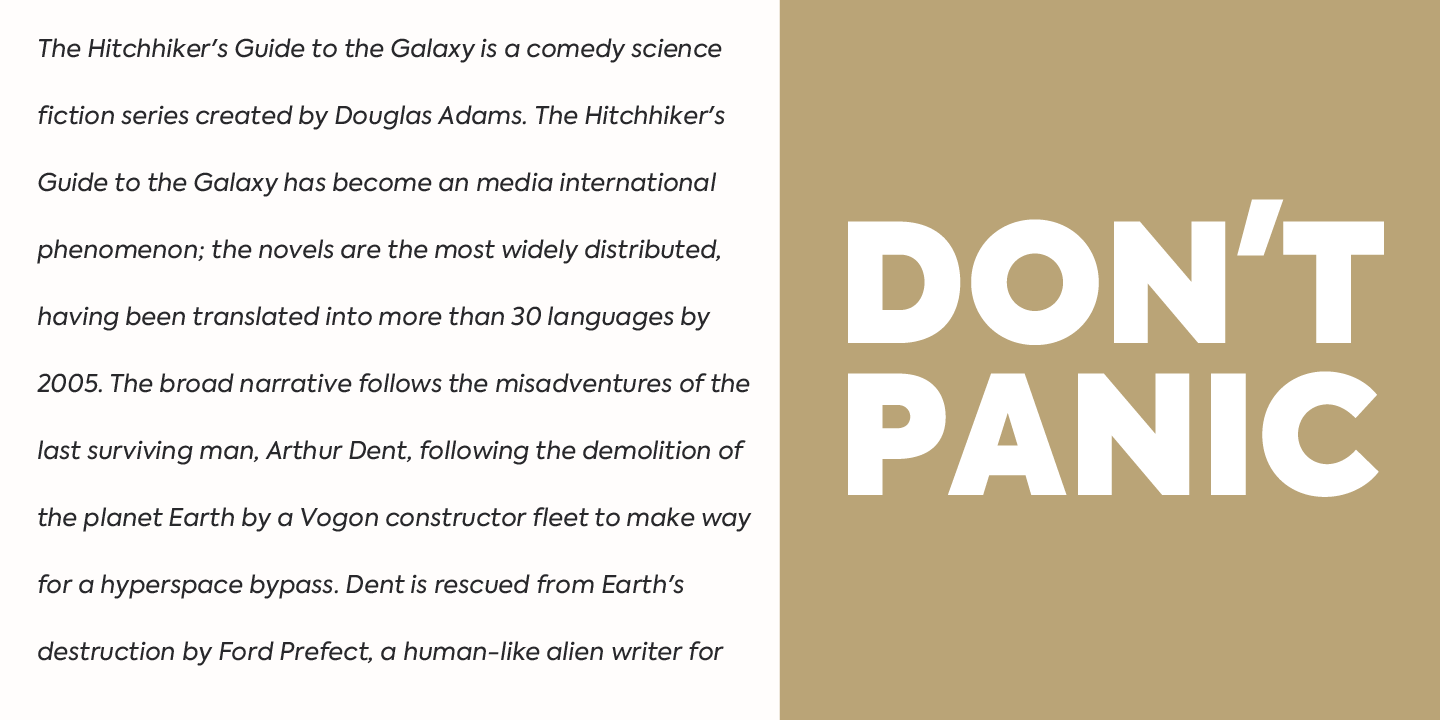 The Hitchhiker's Guide to the Galaxy is a comedy science
fiction series created by Douglas Adams. The Hitchhiker's
Guide to the Galaxy has become an media international
phenomenon; the novels are the most widely distributed,
having been translated into more than 30 languages by
2005. The broad narrative follows the misadventures of the
last surviving man, Arthur Dent, following the demolition of
the planet Earth by a Vogon constructor fleet to make way
for a hyperspace bypass. Dent is rescued from Earth's
destruction by Ford Prefect, a human-like alien writer for
DON'T
PANIC